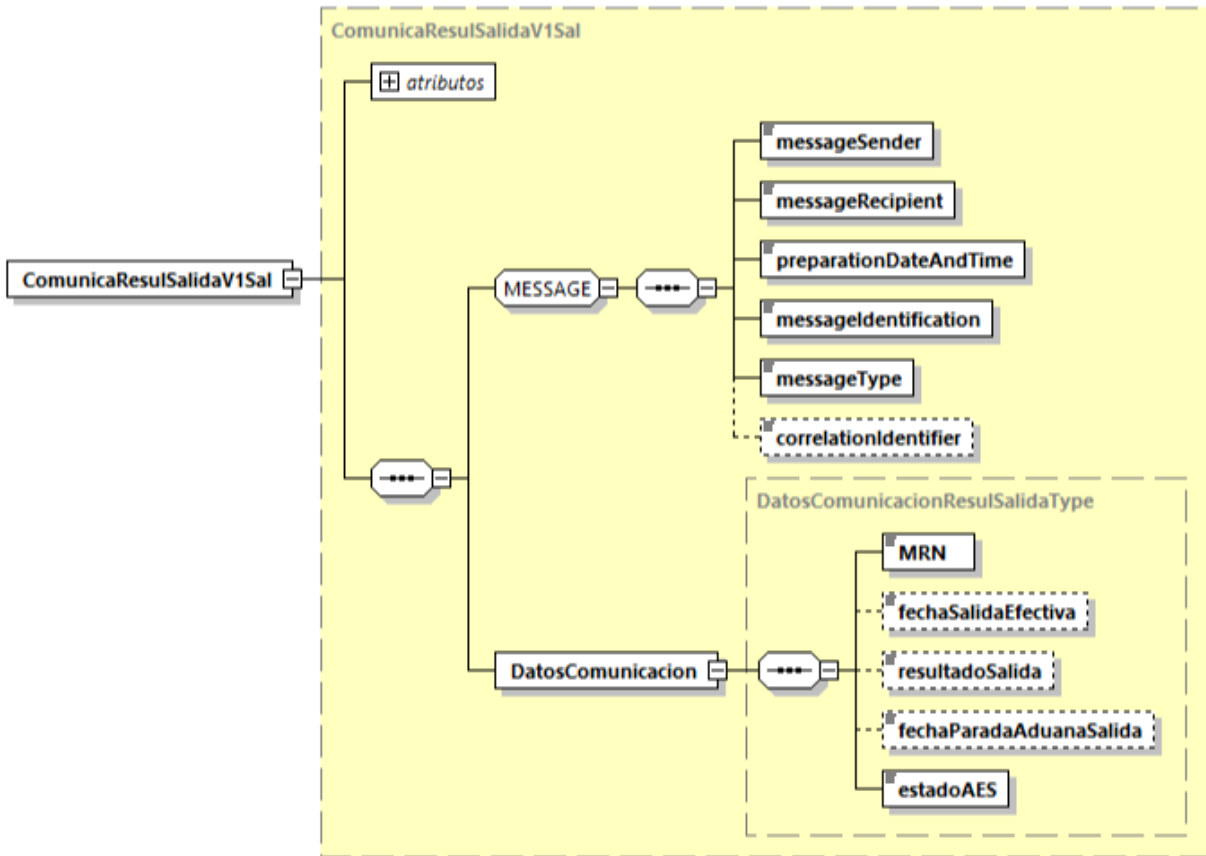 ComunicaResulSalidaV1Sal
atributos
messageSender
messageRecipient
preparationDateAndTime
ComunicaResulSalidaV1Sal
MESSAGE
messageIdentification
messageType
correlationIdentifier
DatosComunicacionResulSalidaType
MRN
fechaSalidaEfectiva
DatosComunicacion
resultadoSalida
fechaParadaAduanaSalida
estadoAES